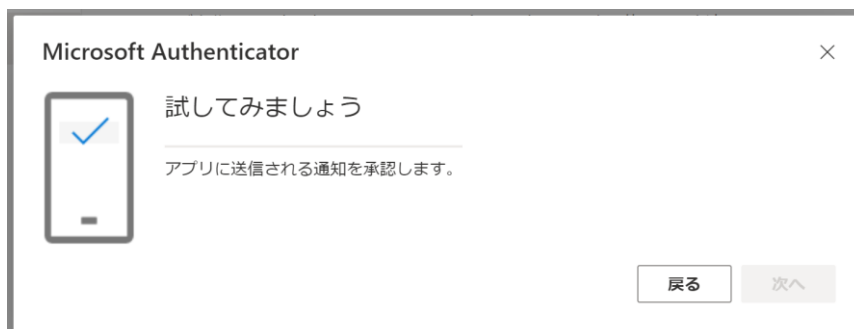 Microsoft Authenticator
試してみましょう
アプリに送信される通知を承認します。
戻る
次へ